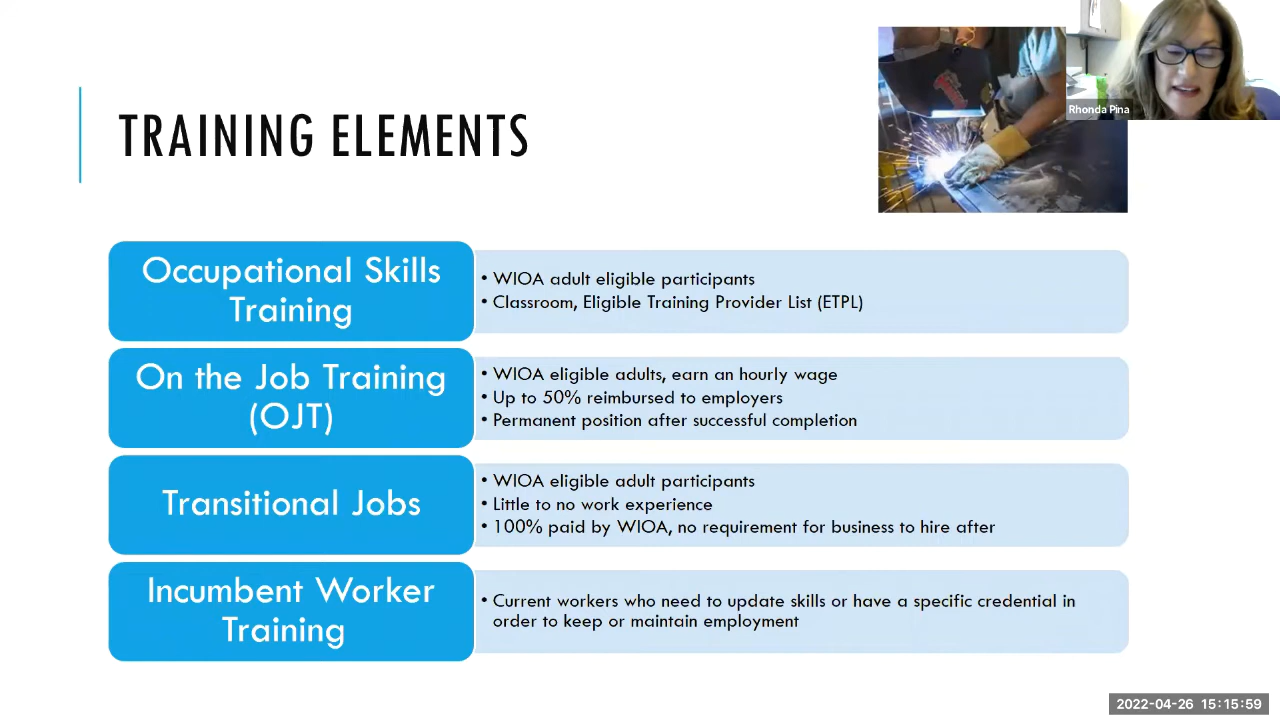 Rhonda Pina
TRAINING ELEMENTS
Occupational Skills
Training
• WIOA adult eligible participants
• Classroom, Eligible Training Provider List (ETPL)
On the Job Training
(OJT)
• WIOA eligible adults, earn an hourly wage
• Up to 50% reimbursed to employers
• Permanent position after successful completion
Transitional Jobs
• WIOA eligible adult participants
• Little to no work experience
• 100% paid by WIOA, no requirement for business to hire after
Incumbent Worker
Training
• Current workers who need to update skills or have a specific credential in
order to keep or maintain employment
2022-04-26 15:15:59